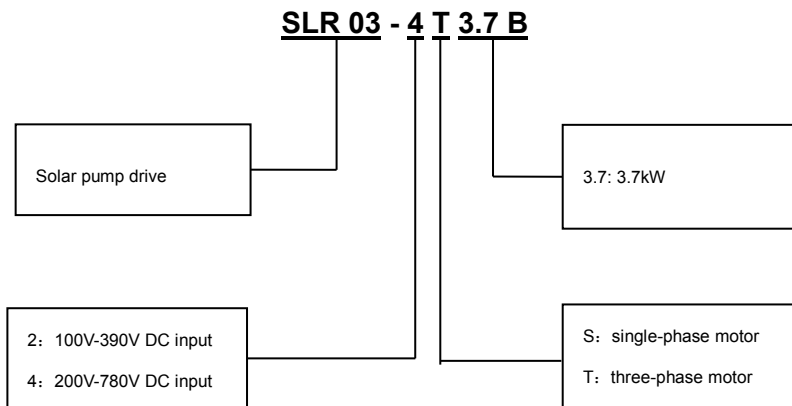 SLR 03 - 4 T 3.7 B
Solar pump drive
3.7: 3.7kW
2：100V-390V DC input
4：200V-780V DC input
S：single-phase motor
T：three-phase motor